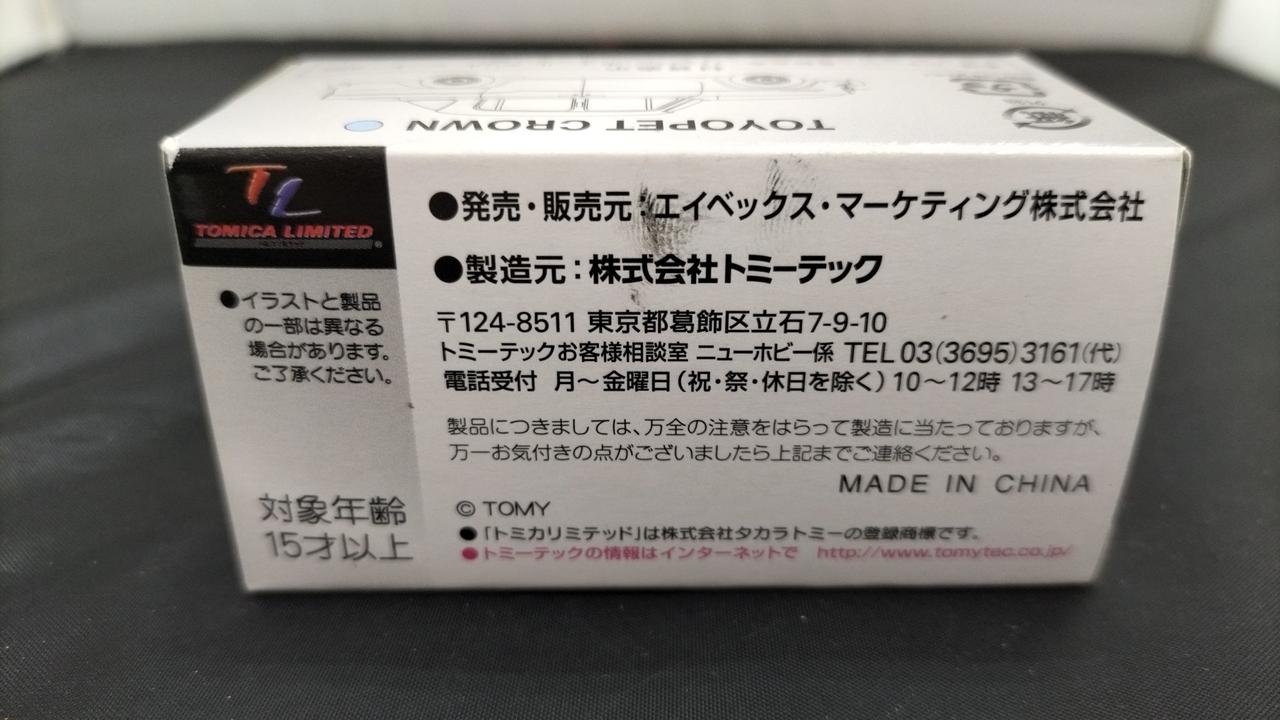 TOYOPET CROWN
TL
TOMICA LIMITED
®
●イラストと製品
の一部は異なる
場合があります。
ご了承ください。
対象年齢
15才以上
●発売・販売元:エイベックス・マーケティング株式会社
●製造元:株式会社トミーテック
〒124-8511 東京都葛飾区立石7-9-10
トミーテックお客様相談室 ニューホビー係 TEL 03(3695)3161(代)
電話受付 月〜金曜日(祝・祭・休日を除く)10〜12時 13〜17時
製品につきましては、万全の注意をはらって製造に当たっておりますが、
万一お気付きの点がございましたら上記までご連絡ください。
MADE IN CHINA
© TOMY
●「トミカリミテッド」は株式会社タカラトミーの登録商標です。
●トミーテックの情報はインターネットで http://www.tomytec.co.jp/